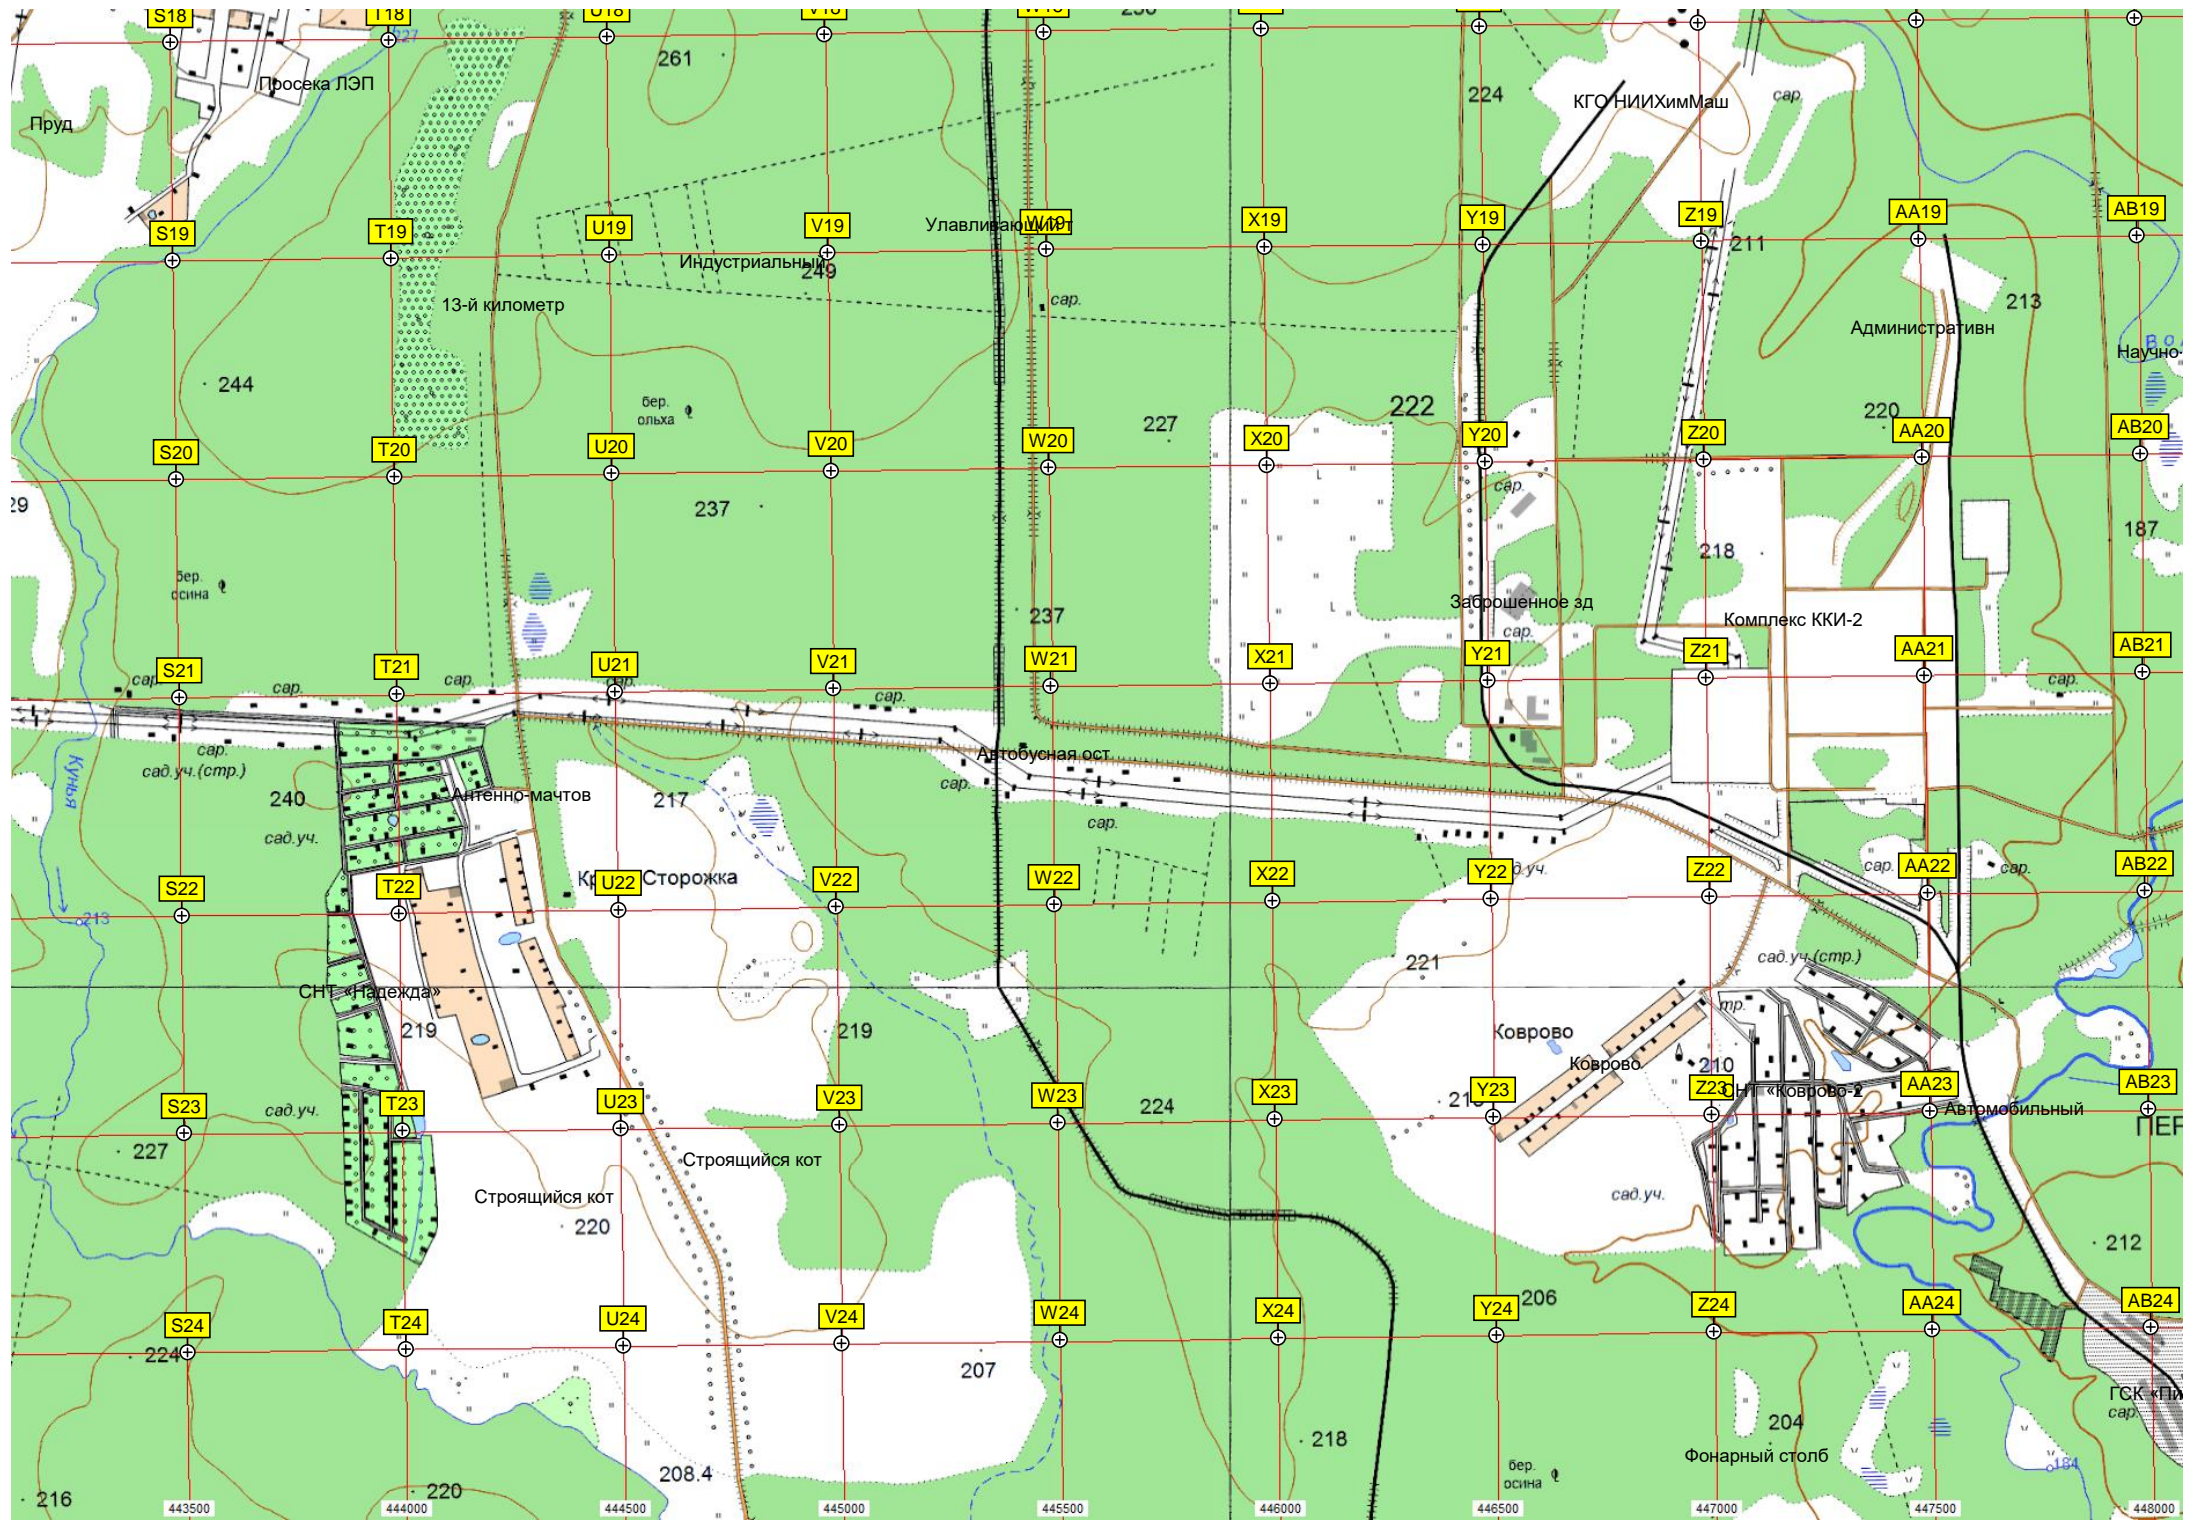 S18
T18
U18
V18
227
261
Просека ЛЭП
Пруд
224
КГО НИИХимМаш
сар.
S19
T19
U19
V19
Улавливающий т
W19
X19
Y19
Z19
211
AA19
AB19
Индустриальный
249
13-й километр
сар.
213
Административн
Научно-
244
бер.
ольха
227
222
220
S20
T20
U20
V20
W20
X20
Y20
Z20
AA20
AB20
сар.
29
237
218
187
бер.
осина
237
Заброшенное зд
сар.
Комплекс ККИ-2
S21
T21
U21
V21
W21
X21
Y21
Z21
AA21
AB21
сар.
сар.
сар.
сар.
сар.
сар.
сад.уч.(стр.)
Кунья
Автобусная ост
сар.
240
Антенно-мачтов
217
сад.уч.
сар.
сар.
сар.
S22
T22
U22
Сторожка
V22
W22
X22
Y22
Z22
AA22
AB22
213
221
сад.уч.(стр.)
СНТ «Надежда»
219
219
Коврово
Коврово
210
S23
T23
U23
V23
W23
X23
Y23
Z23
СНТ «Коврово-2
AA23
AB23
сад.уч.
224
Автомобильный
ПЕР
227
Строящийся кот
Строящийся кот
220
сад.уч.
212
S24
T24
U24
V24
W24
X24
Y24
206
Z24
AA24
AB24
224
207
ГСК «Пи
сар.
204
218
Фонарный столб
208.4
бер.
осина
184
216
220
443500
444000
444500
445000
445500
446000
446500
447000
447500
448000